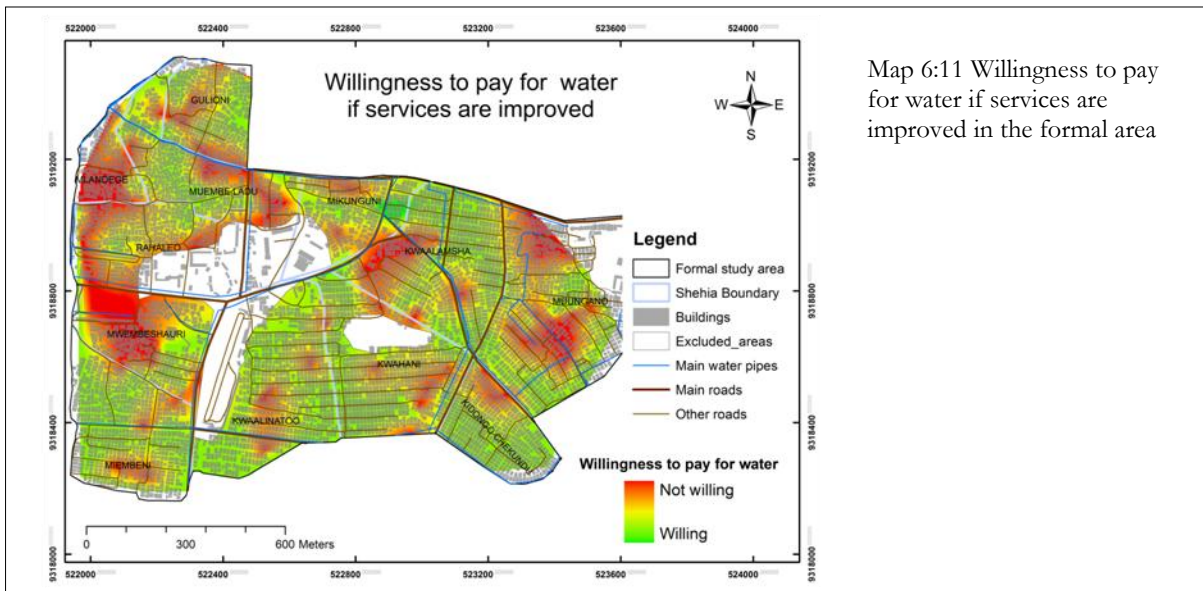 522000 522400 522800 523200 523600 524000
Willingness to pay for water
if services are improved
N
W E
S
9319200
9318800
9318400
9318000
GULIONI
MLANDEGE
MUEMBE-LADU
MIKUNGUNI
RAHALEO
KWAALAMSHA
MJUNGANO
MWEMBESHAURI
KWAHANI
KWAALINATOO
KIDONGO-CHEKUNDU
MIEMBENI
Legend
Formal study area
Shehia Boundary
Buildings
Excluded_areas
Main water pipes
Main roads
Other roads
Willingness to pay for water
Not willing
Willing
0 300 600 Meters
9319200
9318800
9318400
9318000
522000 522400 522800 523200 523600 524000
Map 6:11 Willingness to pay
for water if services are
improved in the formal area